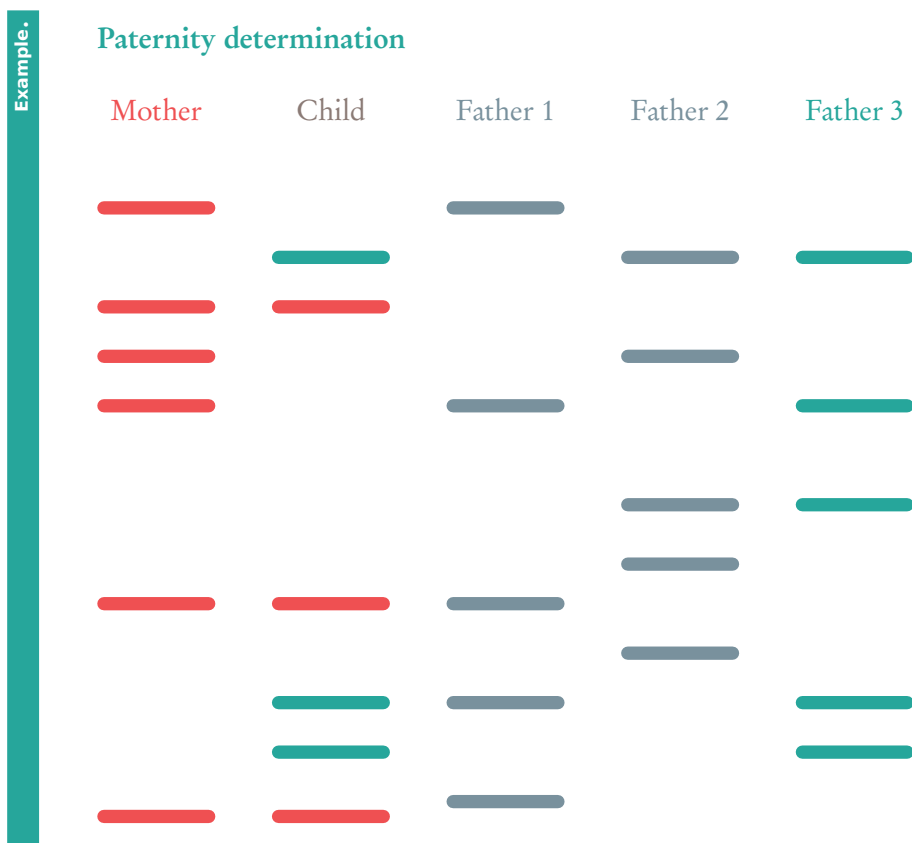 Example.
Paternity determination
Mother Child Father 1 Father 2 Father 3